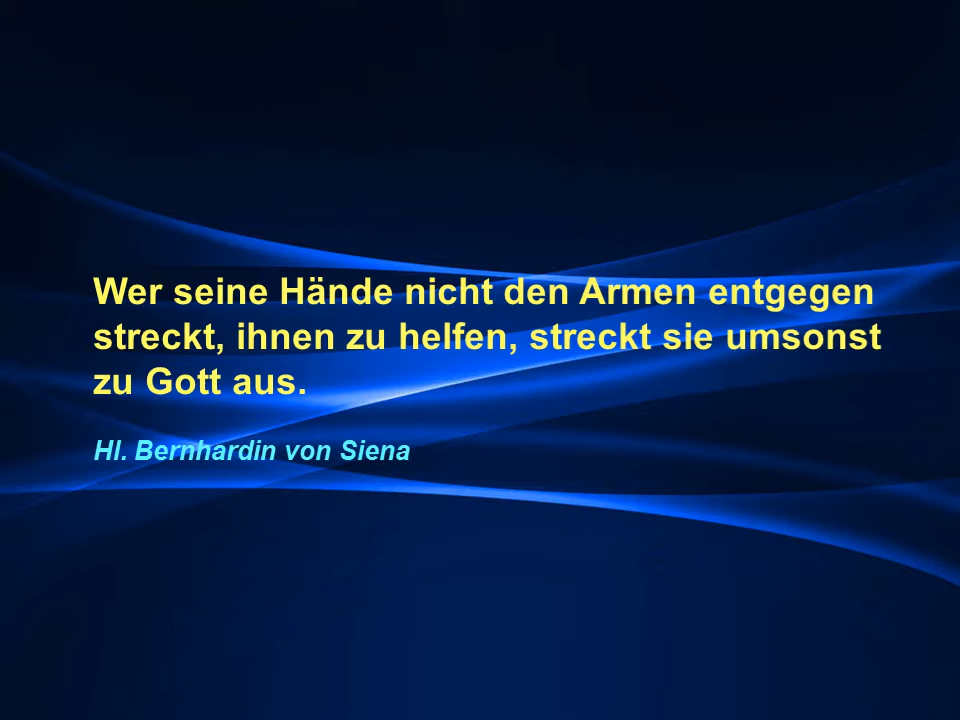 Wer seine Hände nicht den Armen entgegen
streckt, ihnen zu helfen, streckt sie umsonst
zu Gott aus.
Hl. Bernhardin von Siena